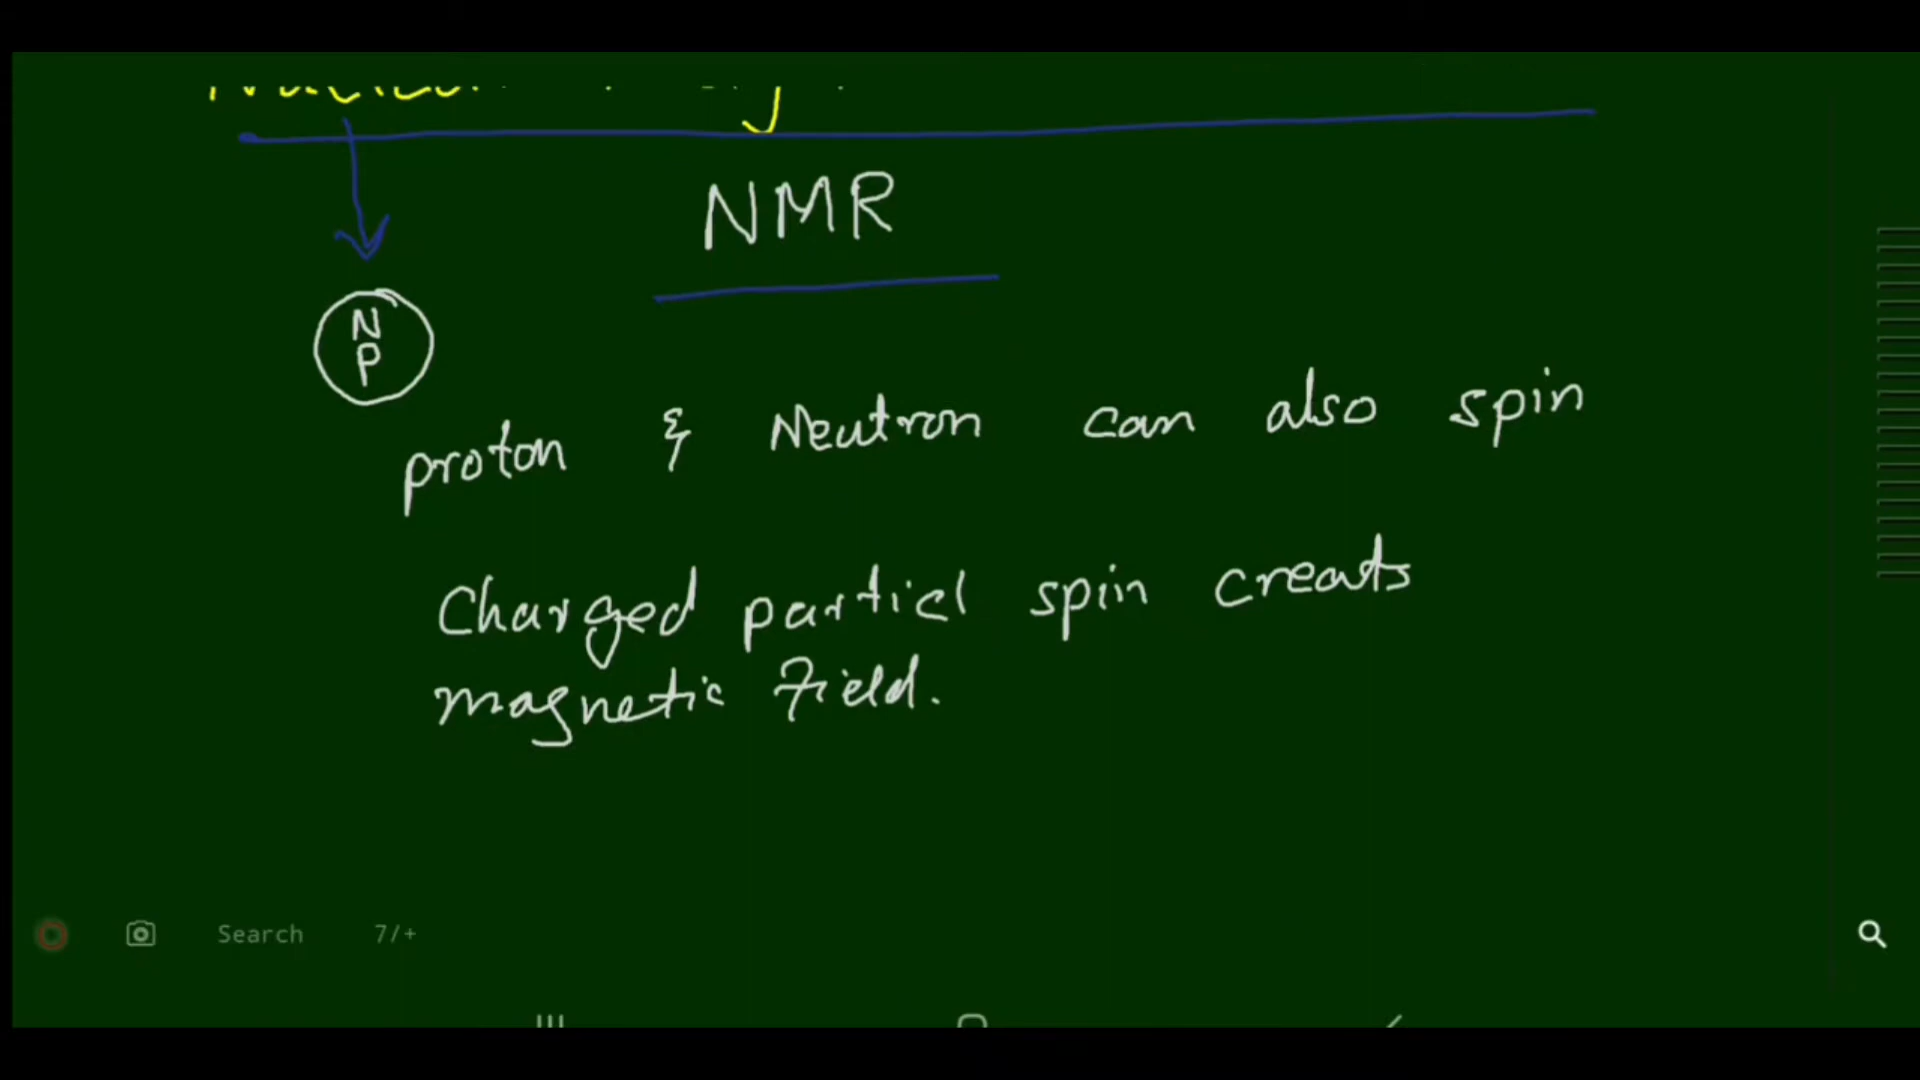 NMR
N
P
proton & Neutron can also spin
Charged particl spin creats
magnetic Field.
Search 7/+